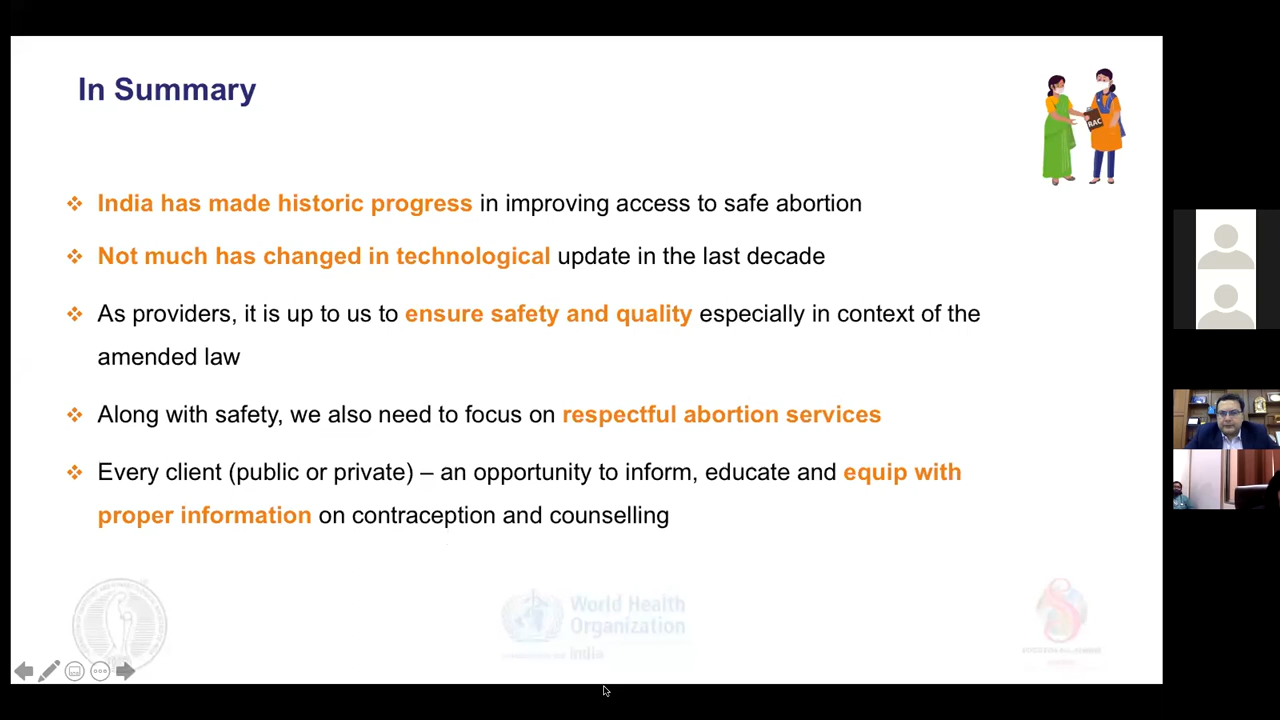 In Summary
RAC
❖ India has made historic progress in improving access to safe abortion
❖ Not much has changed in technological update in the last decade
❖ As providers, it is up to us to ensure safety and quality especially in context of the
amended law
❖ Along with safety, we also need to focus on respectful abortion services
❖ Every client (public or private) – an opportunity to inform, educate and equip with
proper information on contraception and counselling
World Health
Organization
India